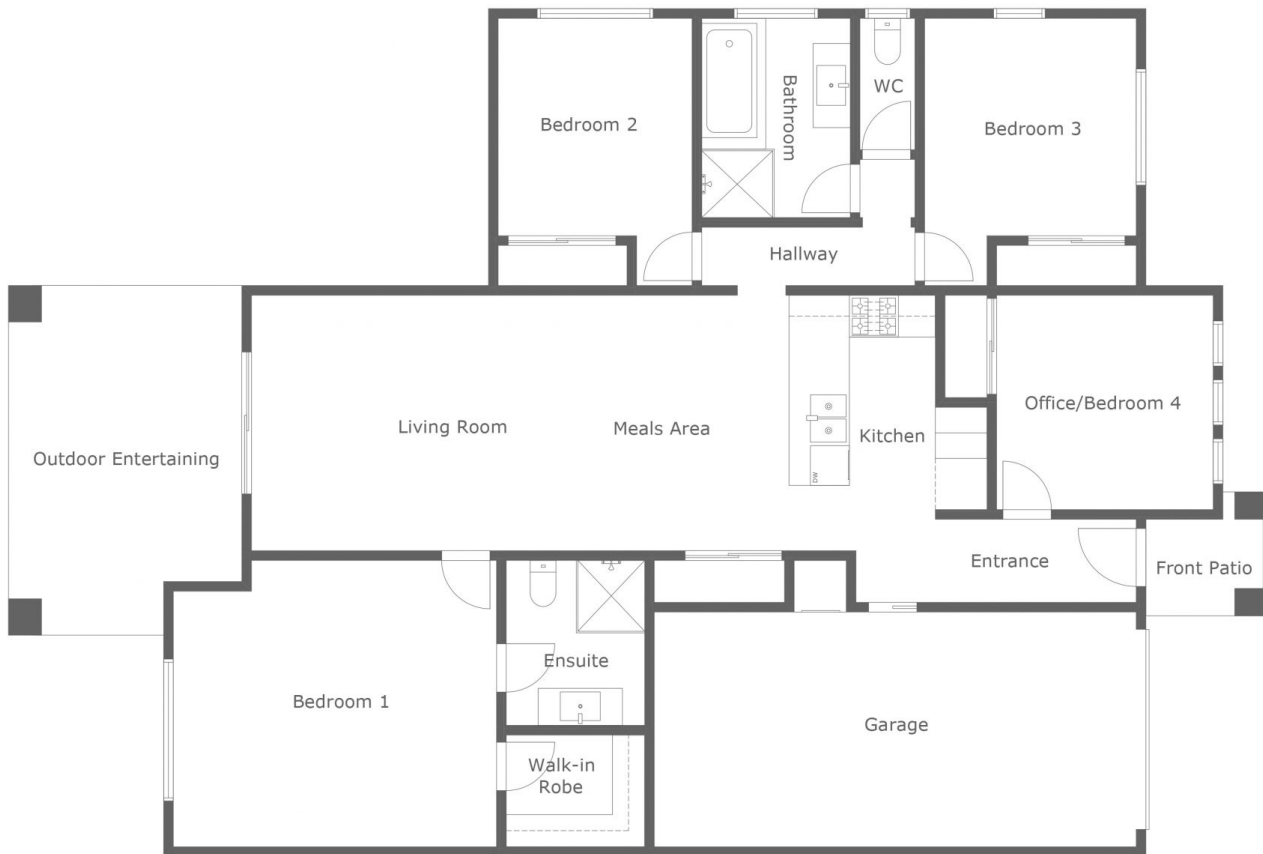 Bedroom 2
Bathroom
WC
Bedroom 3
Hallway
Outdoor Entertaining
Living Room
Meals Area
DW
Kitchen
Office/Bedroom 4
Entrance
Front Patio
Bedroom 1
Ensuite
Walk-in
Robe
Garage